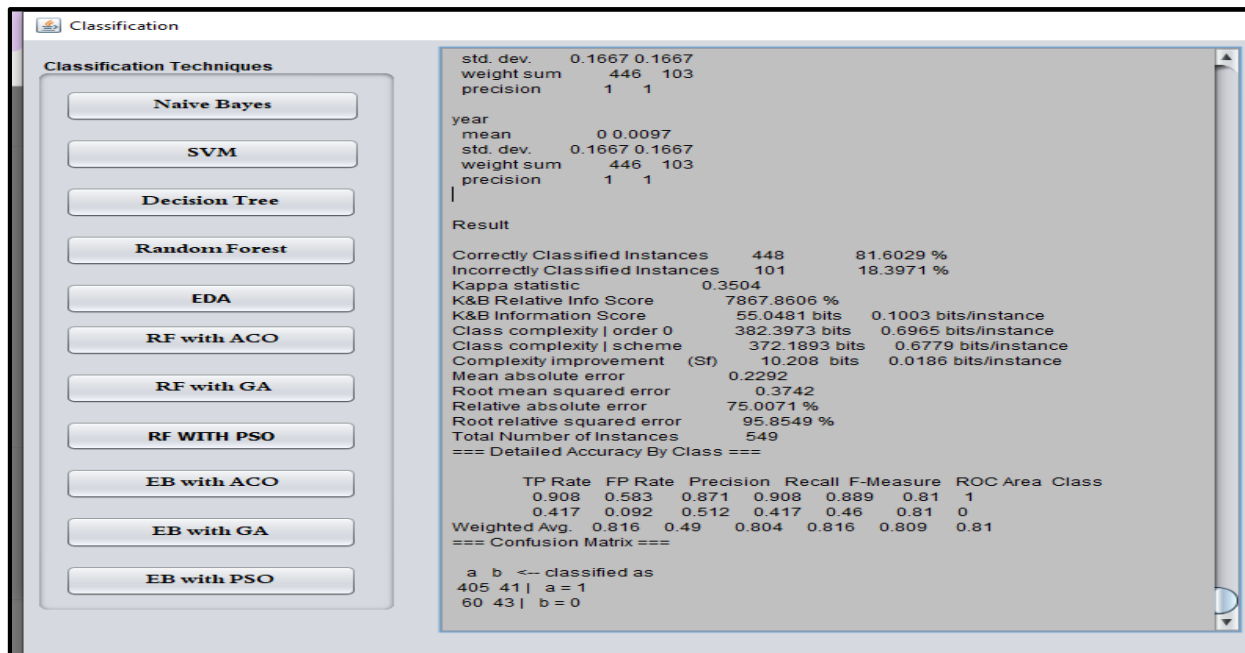 Classification
Classification Techniques
Naive Bayes
SVM
Decision Tree
Random Forest
EDA
RF with ACO
RF with GA
RF WITH PSO
EB with ACO
EB with GA
EB with PSO
std. dev. 0.1667 0.1667
weight sum 446 103
precision 1 1
year
mean 0 0.0097
std. dev. 0.1667 0.1667
weight sum 446 103
precision 1 1
Result
Correctly Classified Instances 448 81.6029 %
Incorrectly Classified Instances 101 18.3971 %
Kappa statistic 0.3504
K&B Relative Info Score 7867.8606 %
K&B Information Score 55.0481 bits 0.1003 bits/instance
Class complexity | order 0 382.3973 bits 0.6965 bits/instance
Class complexity | scheme 372.1893 bits 0.6779 bits/instance
Complexity improvement (Sf) 10.208 bits 0.0186 bits/instance
Mean absolute error 0.2292
Root mean squared error 0.3742
Relative absolute error 75.0071 %
Root relative squared error 95.8549 %
Total Number of Instances 549
=== Detailed Accuracy By Class ===
TP Rate FP Rate Precision Recall F-Measure ROC Area Class
0.908 0.583 0.871 0.908 0.889 0.81 1
0.417 0.092 0.512 0.417 0.46 0.81 0
Weighted Avg. 0.816 0.49 0.804 0.816 0.809 0.81
=== Confusion Matrix ===
a b <-- classified as
405 41 | a = 1
60 43 | b = 0